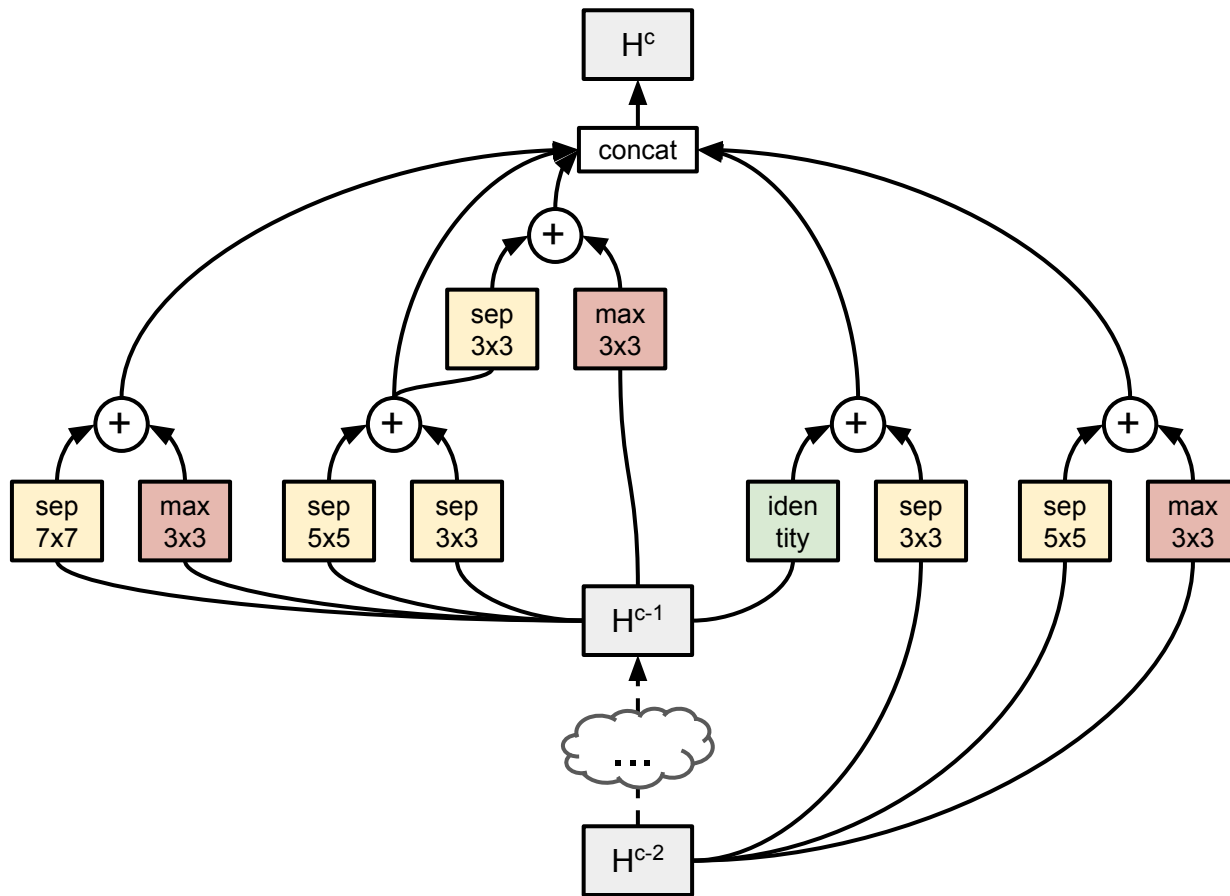 H^c
concat
+
sep
3x3
max
3x3
+
+
+
+
sep
7x7
max
3x3
sep
5x5
sep
3x3
iden
tity
sep
3x3
sep
5x5
max
3x3
H^c-1
...
H^c-2